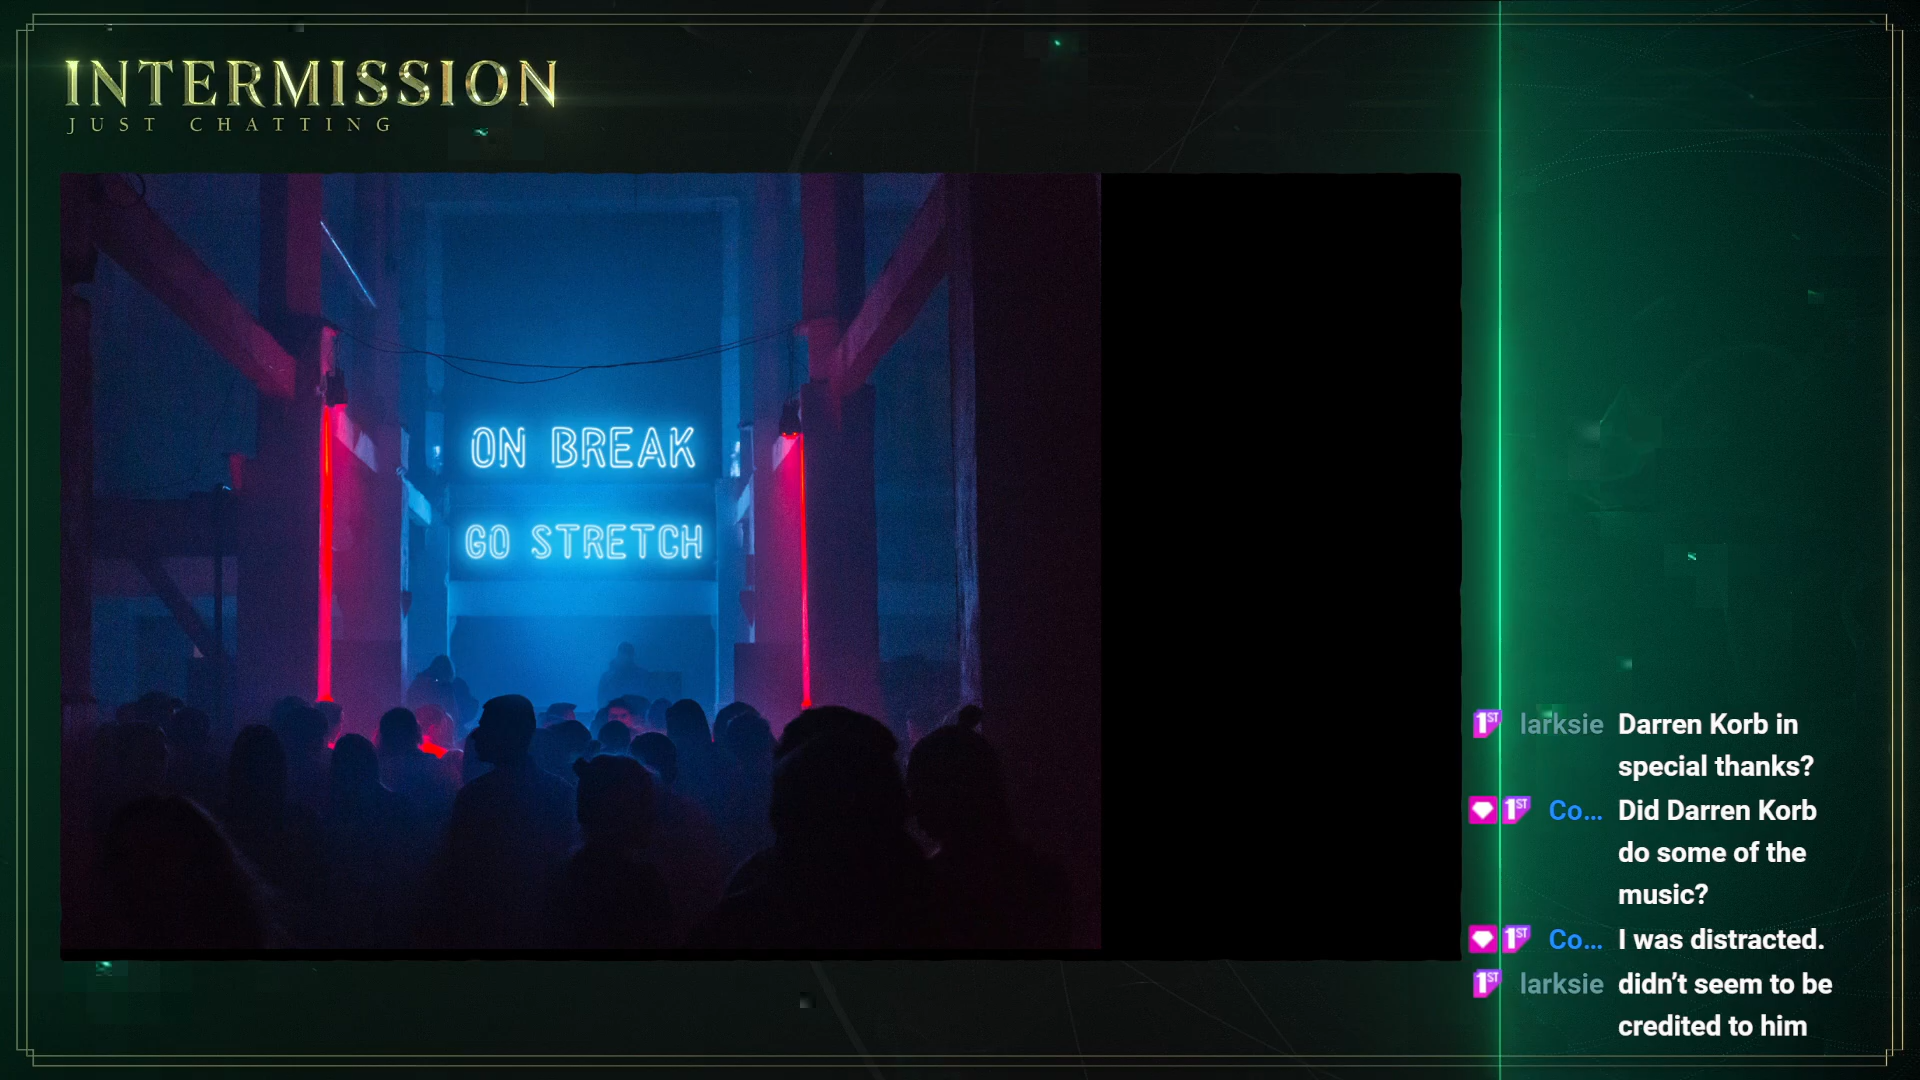 INTERMISSION
JUST CHATTING
ON BREAK
GO STRETCH
1ST larksie Darren Korb in
special thanks?
1ST Co... Did Darren Korb
do some of the
music?
1ST Co... I was distracted.
1ST larksie didn’t seem to be
credited to him